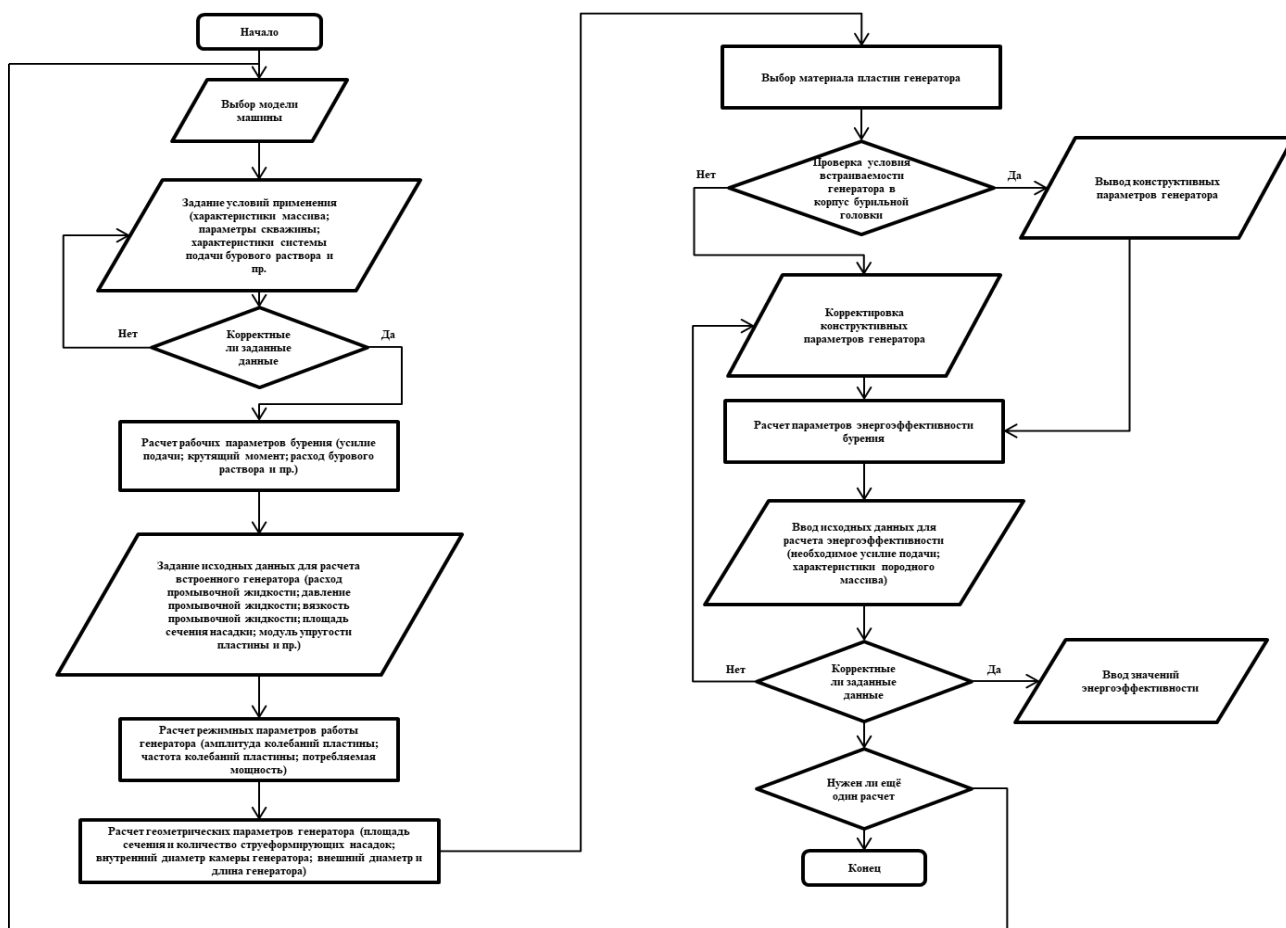 Начало
Выбор модели
машины
Задание условий применения
(характеристики массива;
параметры скважины;
характеристики системы
подачи бурового раствора и
пр.
Нет
Корректные
ли заданные
данные
Да
Расчет рабочих параметров бурения (усилие
подачи; крутящий момент; расход бурового
раствора и пр.)
Задание исходных данных для расчета
встроенного генератора (расход
промывочной жидкости; давление
промывочной жидкости; вязкость
промывочной жидкости; площадь
сечения насадки; модуль упругости
пластины и пр.)
Расчет режимных параметров работы
генератора (амплитуда колебаний пластины;
частота колебаний пластины; потребляемая
мощность)
Расчет геометрических параметров генератора (площадь
сечения и количество струеформирующих насадок;
внутренний диаметр камеры генератора; внешний диаметр и
длина генератора)
Выбор материала пластин генератора
Нет
Проверка условия
встраиваемости
генератора в
корпус бурильной
головки
Да
Вывод конструктивных
параметров генератора
Корректировка
конструктивных
параметров генератора
Расчет параметров энергоэффективности
бурения
Ввод исходных данных для
расчета энергоэффективности
(необходимое усилие подачи;
характеристики породного
массива)
Нет
Корректные
ли заданные
данные
Да
Ввод значений
энергоэффективности
Нужен ли ещё
один расчет
Конец